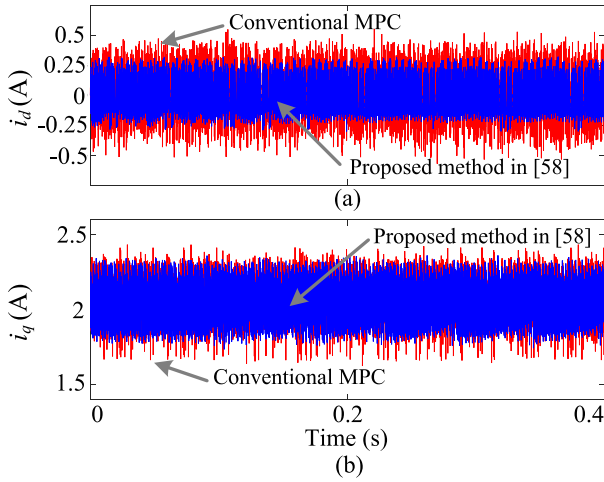 Conventional MPC
0.5
0.25
0
-0.25
-0.5
i_d (A)
Proposed method in [58]
(a)
2.5
2
1.5
i_q (A)
Proposed method in [58]
Conventional MPC
0
0.2
0.4
Time (s)
(b)